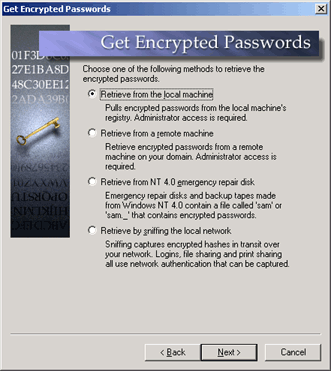 Get Encrypted Passwords
Get Encrypted Passwords
01F3D
27E1BA8D
48C30EE12
2ADA39B0
Choose one of the following methods to retrieve the
encrypted passwords.
Retrieve from the local machine
Pulls encrypted passwords from the local machine's
registry. Administrator access is required.
Retrieve from a remote machine
Retrieve encrypted passwords from a remote
machine on your domain. Administrator access is
required.
Retrieve from NT 4.0 emergency repair disk
Emergency repair disks and backup tapes made
from Windows NT 4.0 contain a file called 'sam' or
'sam._' that contains encrypted passwords.
Retrieve by sniffing the local network
Sniffing captures encrypted hashes in transit over
your network. Logins, file sharing and print sharing
all use network authentication that can be captured.
< Back
Next >
Cancel